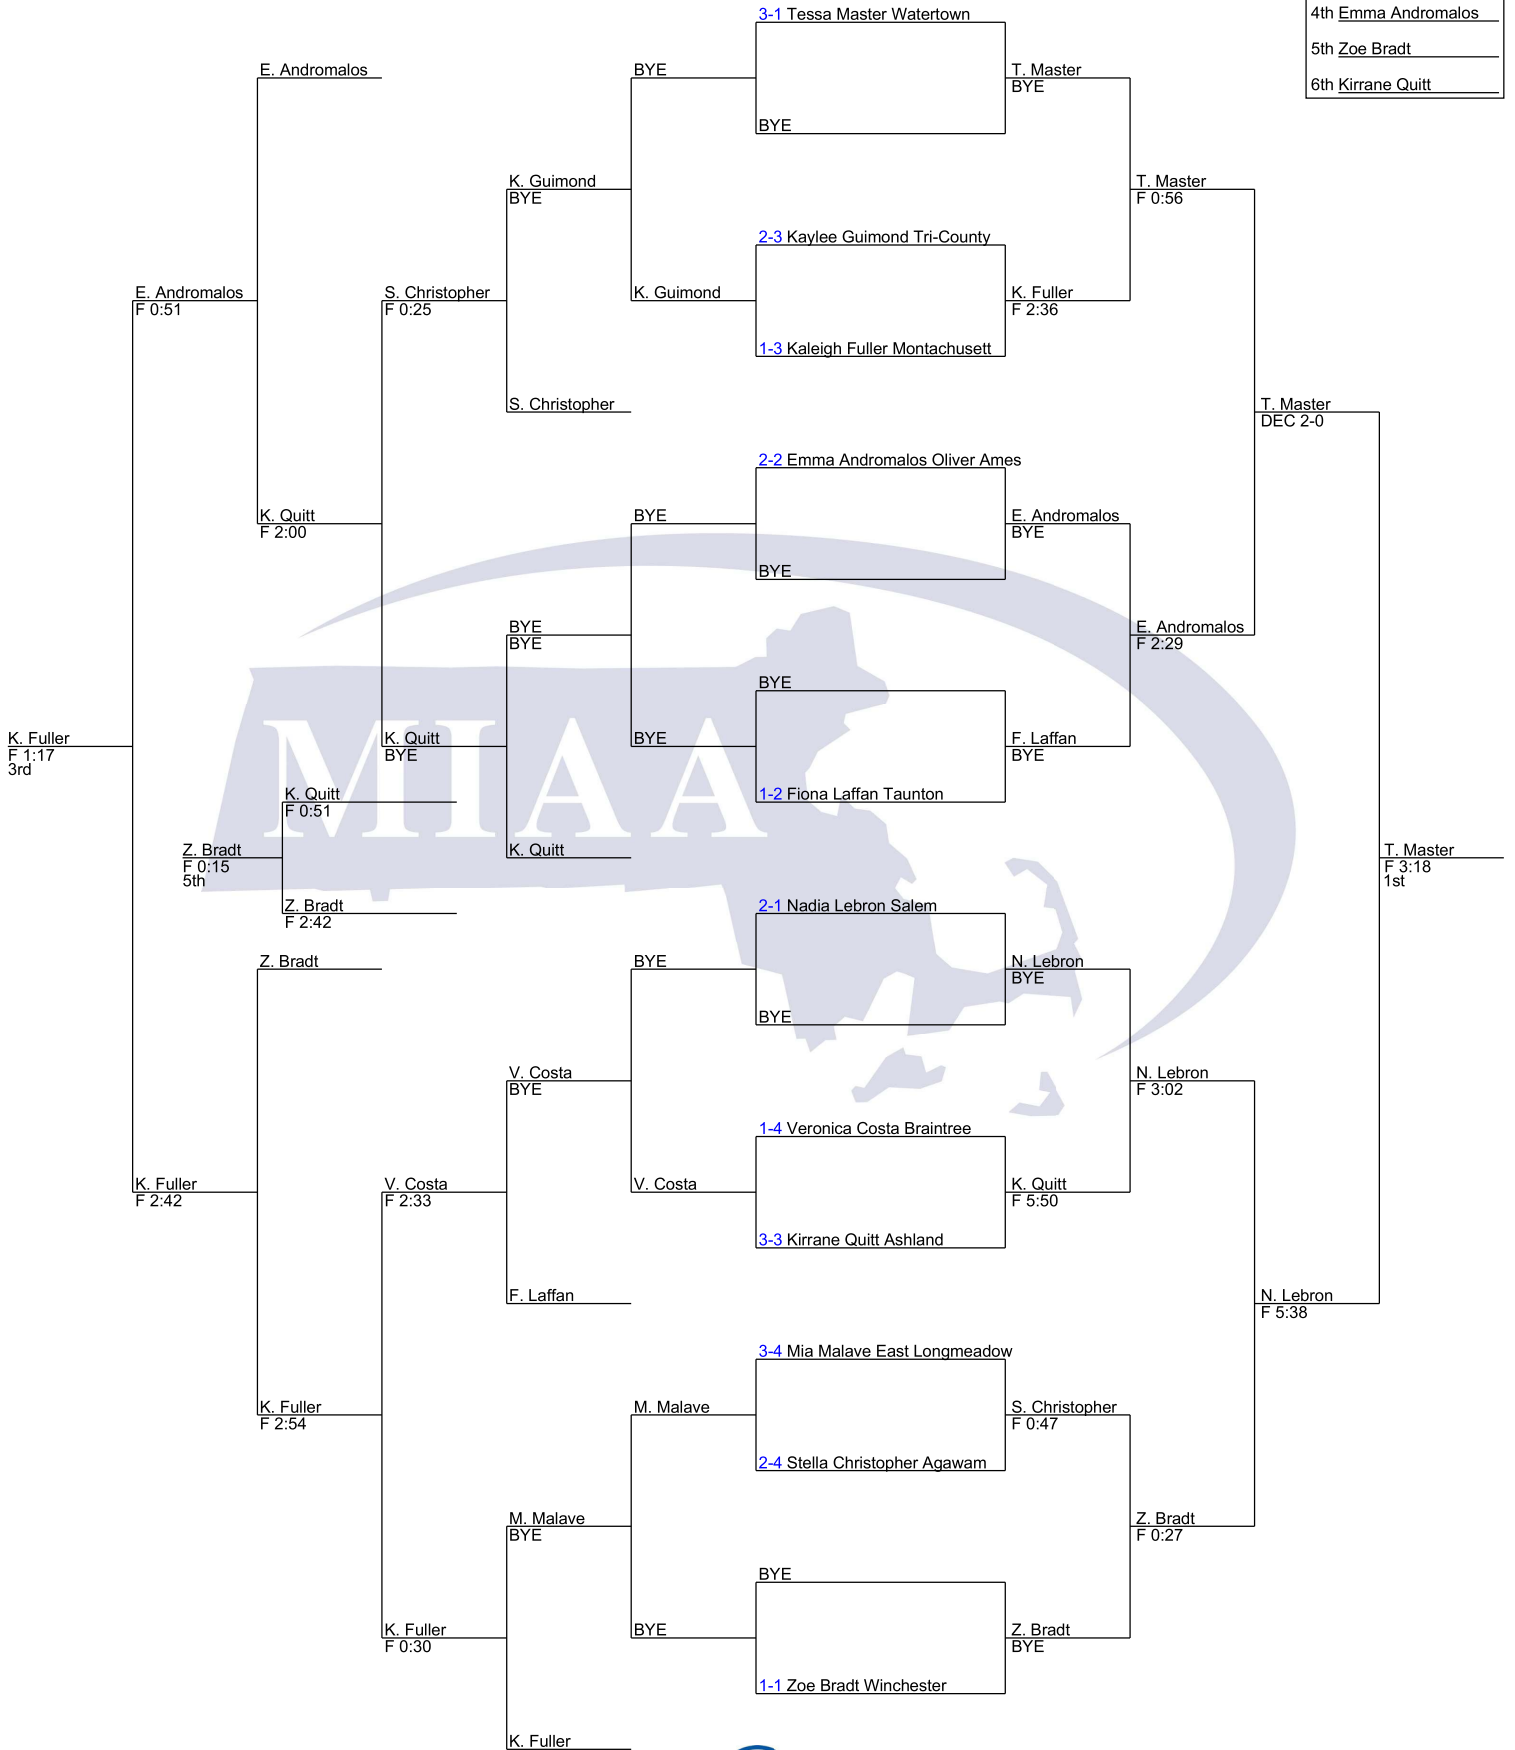 3-1 Tessa Master Watertown
4th Emma Andromalos
5th Zoe Bradt
6th Kirrane Quitt
E. Andromalos
BYE
T. Master
BYE
BYE
K. Guimond
BYE
T. Master
F 0:56
2-3 Kaylee Guimond Tri-County
E. Andromalos
F 0:51
S. Christopher
F 0:25
K. Guimond
K. Fuller
F 2:36
1-3 Kaleigh Fuller Montachusett
S. Christopher
T. Master
DEC 2-0
2-2 Emma Andromalos Oliver Ames
K. Quitt
F 2:00
BYE
E. Andromalos
BYE
BYE
BYE
BYE
E. Andromalos
F 2:29
BYE
MIAA
K. Fuller
F 1:17
3rd
K. Quitt
BYE
BYE
F. Laffan
BYE
K. Quitt
F 0:51
1-2 Fiona Laffan Taunton
Z. Bradt
F 0:15
5th
K. Quitt
T. Master
F 3:18
1st
Z. Bradt
F 2:42
2-1 Nadia Lebron Salem
Z. Bradt
BYE
N. Lebron
BYE
BYE
V. Costa
BYE
N. Lebron
F 3:02
1-4 Veronica Costa Braintree
K. Fuller
F 2:42
V. Costa
F 2:33
V. Costa
K. Quitt
F 5:50
3-3 Kirrane Quitt Ashland
F. Laffan
N. Lebron
F 5:38
3-4 Mia Malave East Longmeadow
K. Fuller
F 2:54
M. Malave
S. Christopher
F 0:47
2-4 Stella Christopher Agawam
M. Malave
BYE
Z. Bradt
F 0:27
BYE
K. Fuller
F 0:30
BYE
Z. Bradt
BYE
1-1 Zoe Bradt Winchester
K. Fuller